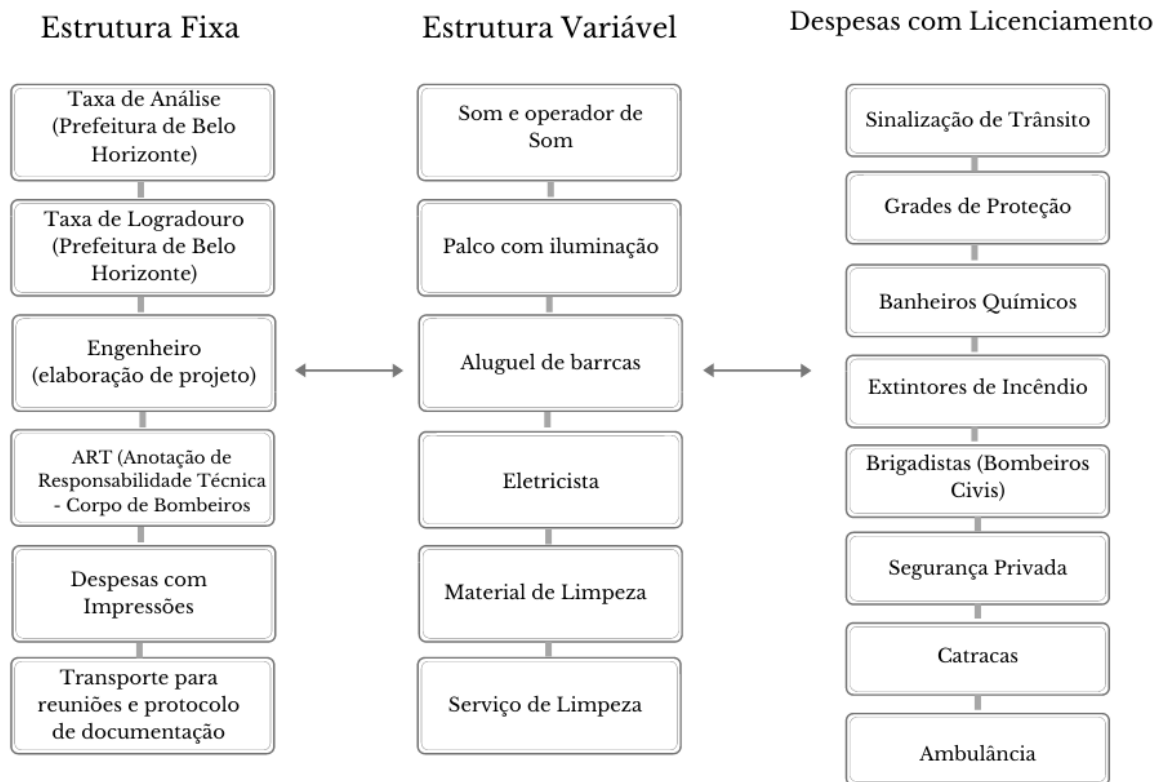 Estrutura Fixa
Taxa de Análise
(Prefeitura de Belo
Horizonte)
Taxa de Logradouro
(Prefeitura de Belo
Horizonte)
Engenheiro
(elaboração de projeto)
ART (Anotação de
Responsabilidade Técnica
- Corpo de Bombeiros
Despesas com
Impressões
Transporte para
reuniões e protocolo
de documentação
Estrutura Variável
Som e operador de
Som
Palco com iluminação
Aluguel de barrcas
Eletricista
Material de Limpeza
Serviço de Limpeza
Despesas com Licenciamento
Sinalização de Trânsito
Grades de Proteção
Banheiros Químicos
Extintores de Incêndio
Brigadistas (Bombeiros
Civis)
Segurança Privada
Catracas
Ambulância